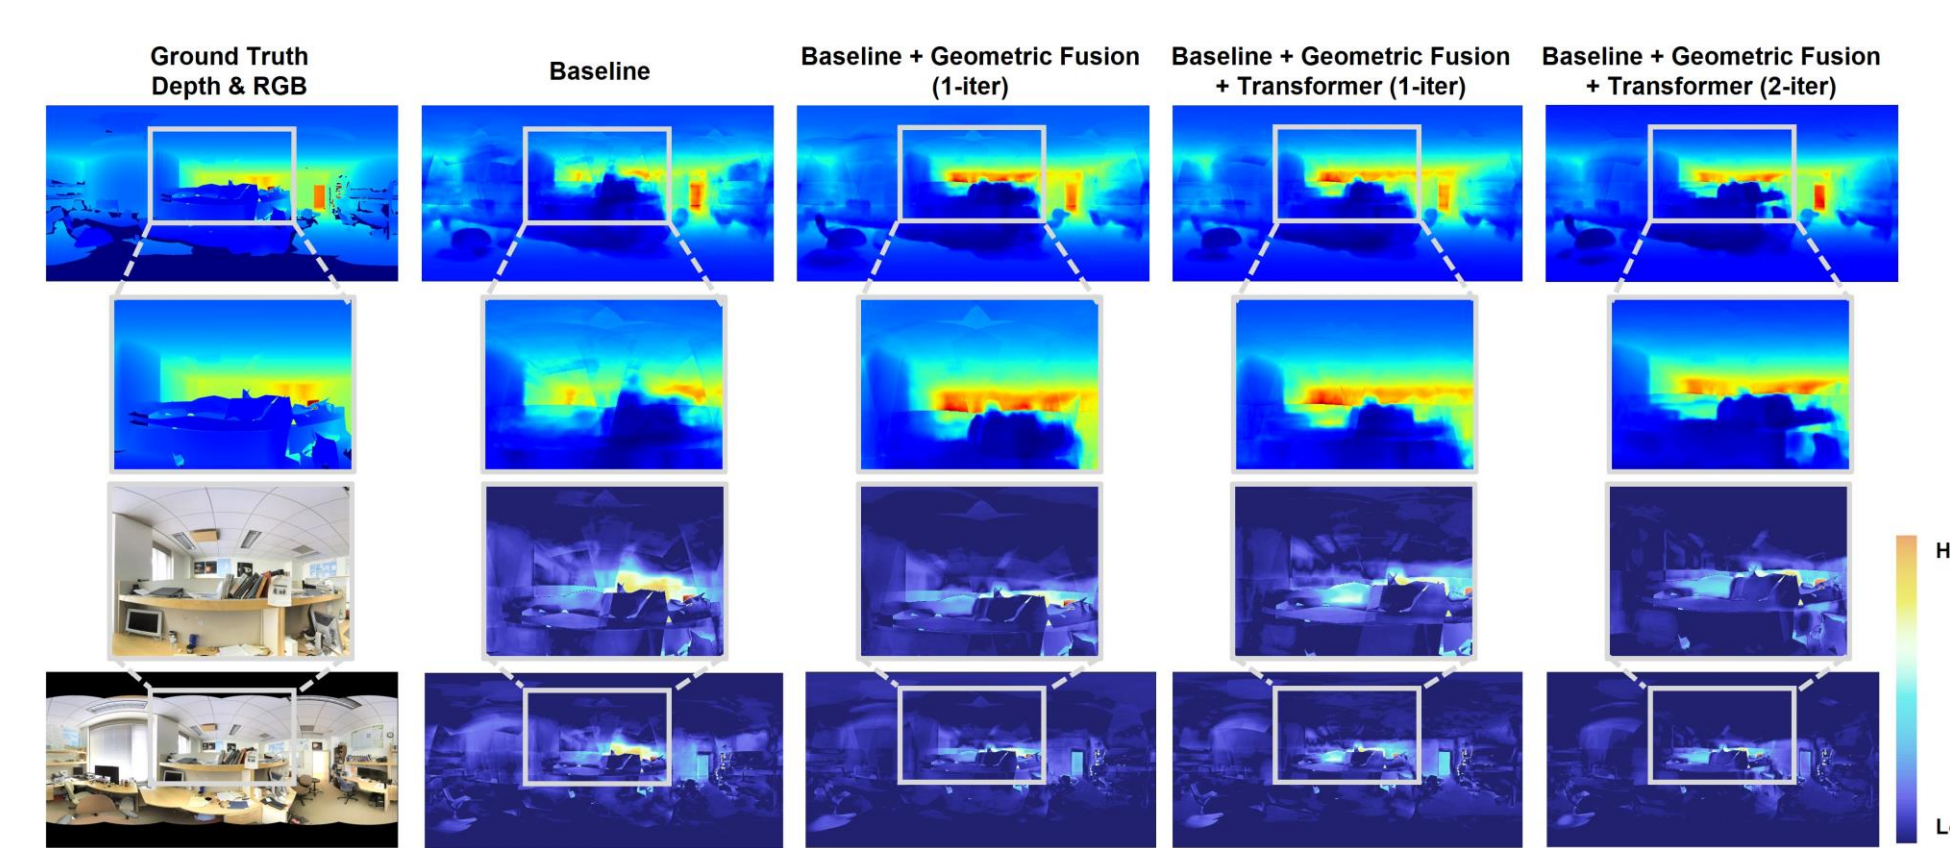 Ground Truth
Depth & RGB
Baseline
Baseline + Geometric Fusion
(1-iter)
Baseline + Geometric Fusion
+ Transformer (1-iter)
Baseline + Geometric Fusion
+ Transformer (2-iter)
H